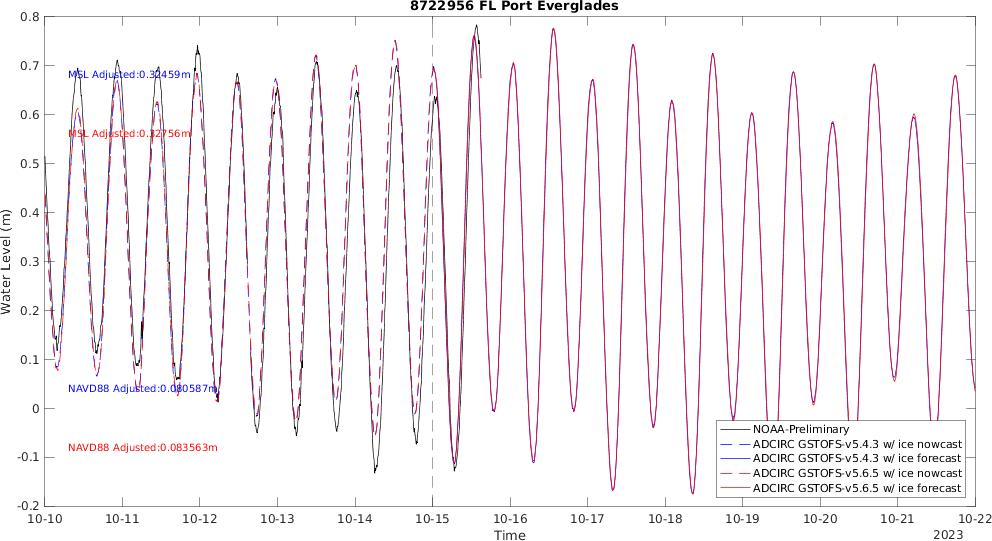 8722956 FL Port Everglades
0.8
0.7
0.6
0.5
0.4
0.3
0.2
0.1
0
-0.1
-0.2
Water Level (m)
MSL Adjusted:0.32459m
MSL Adjusted:0.32756m
NAVD88 Adjusted:0.080587m
NAVD88 Adjusted:0.083563m
NOAA-Preliminary
ADCIRC GSTOFS-v5.4.3 w/ ice nowcast
ADCIRC GSTOFS-v5.4.3 w/ ice forecast
ADCIRC GSTOFS-v5.6.5 w/ ice nowcast
ADCIRC GSTOFS-v5.6.5 w/ ice forecast
10-10 10-11 10-12 10-13 10-14 10-15 10-16 10-17 10-18 10-19 10-20 10-21 10-22
Time
2023